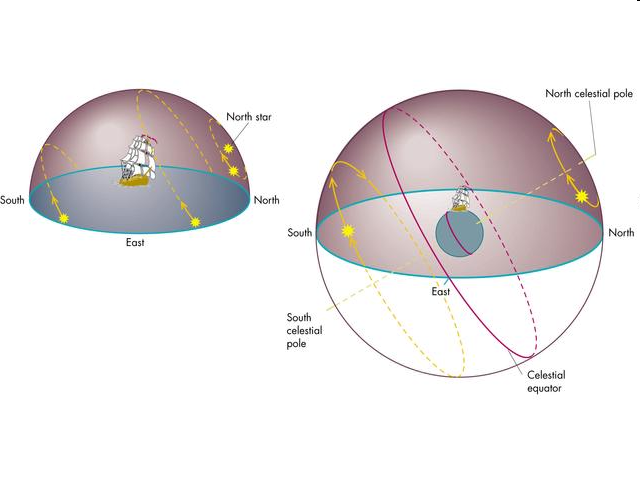 North star
South
North
East
North celestial pole
South
North
East
South
celestial
pole
Celestial
equator